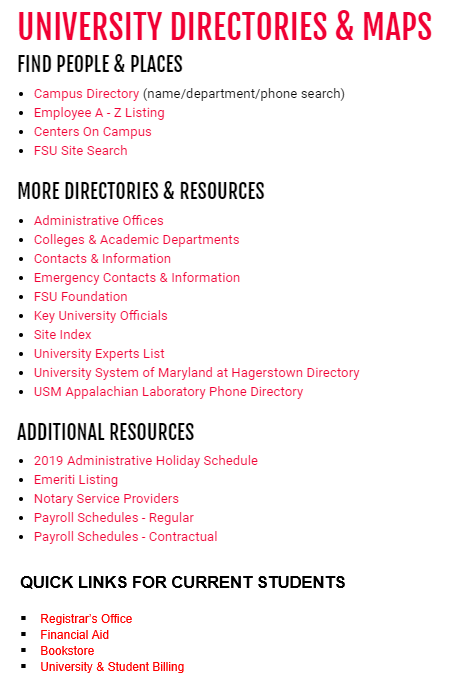 UNIVERSITY DIRECTORIES & MAPS
FIND PEOPLE & PLACES
Campus Directory (name/department/phone search)
Employee A - Z Listing
Centers On Campus
FSU Site Search
MORE DIRECTORIES & RESOURCES
Administrative Offices
Colleges & Academic Departments
Contacts & Information
Emergency Contacts & Information
FSU Foundation
Key University Officials
Site Index
University Experts List
University System of Maryland at Hagerstown Directory
USM Appalachian Laboratory Phone Directory
ADDITIONAL RESOURCES
2019 Administrative Holiday Schedule
Emeriti Listing
Notary Service Providers
Payroll Schedules - Regular
Payroll Schedules - Contractual
QUICK LINKS FOR CURRENT STUDENTS
Registrar’s Office
Financial Aid
Bookstore
University & Student Billing